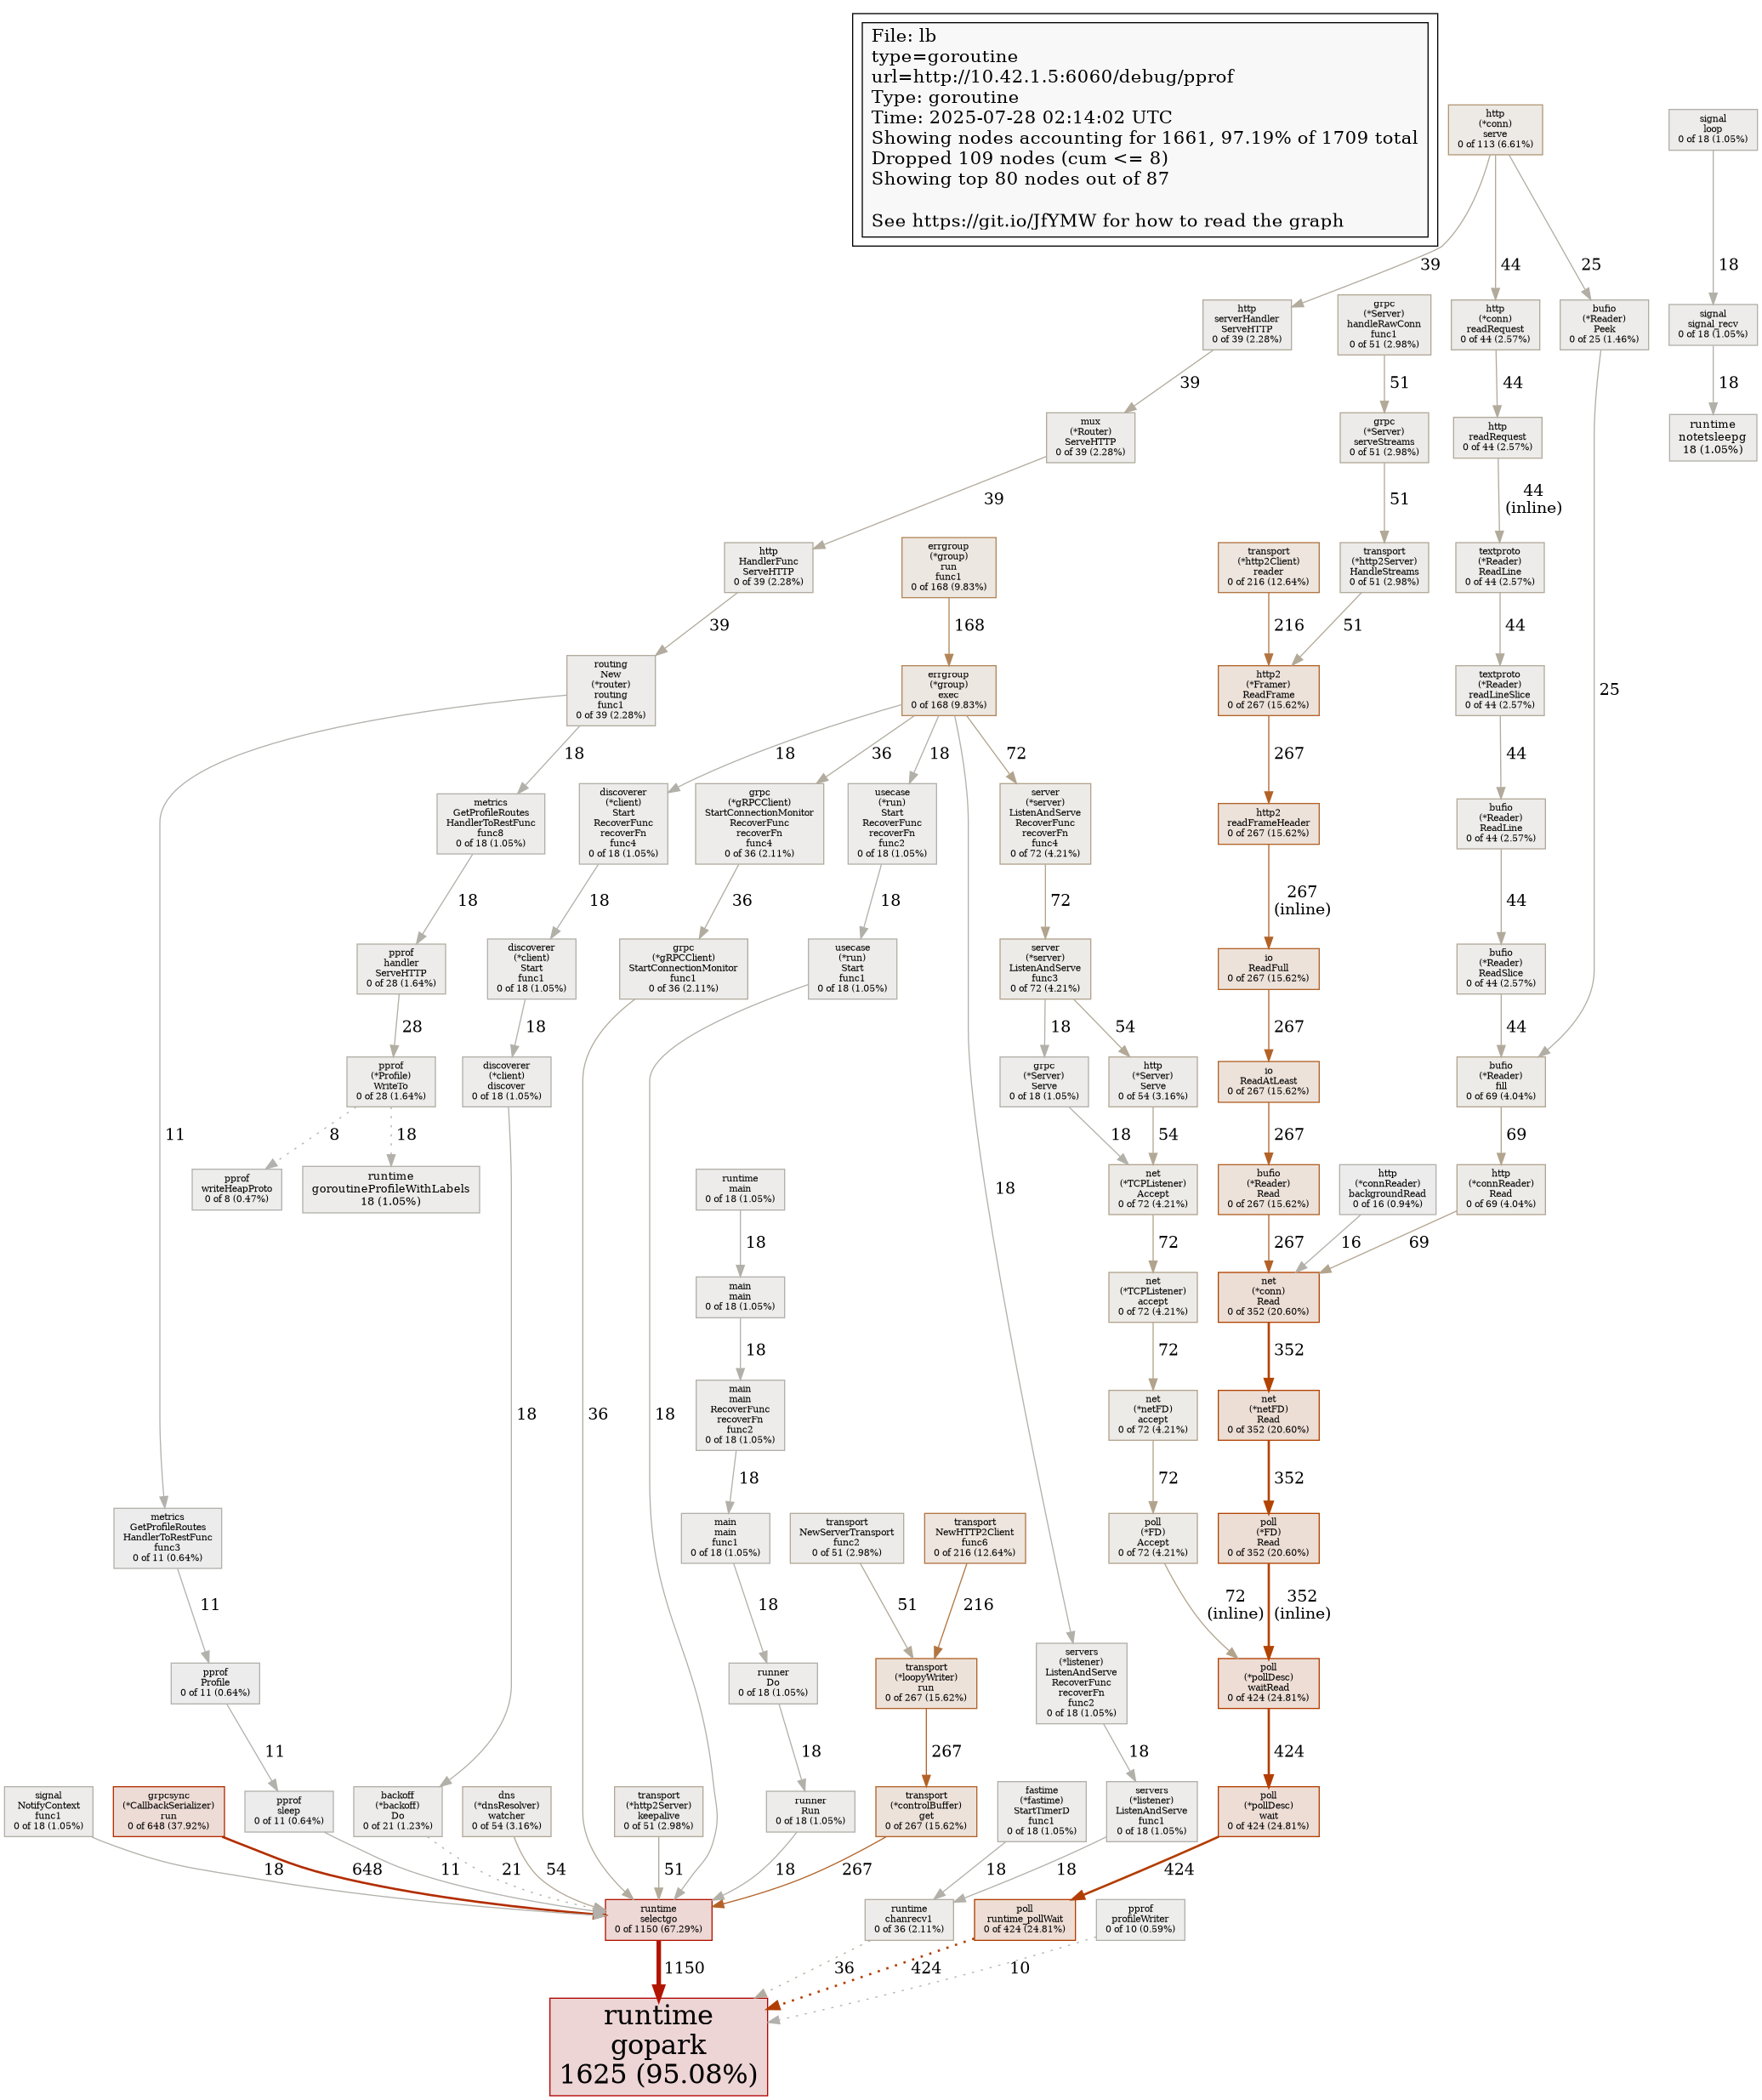 File: lb
type=goroutine
url=http://10.42.1.5:6060/debug/pprof
Type: goroutine
Time: 2025-07-28 02:14:02 UTC
Showing nodes accounting for 1661, 97.19% of 1709 total
Dropped 109 nodes (cum <= 8)
Showing top 80 nodes out of 87
See https://git.io/JfYMW for how to read the graph
http
(*conn)
serve
0 of 113 (6.61%)
signal
loop
0 of 18 (1.05%)
39
44
25
18
http
serverHandler
ServeHTTP
0 of 39 (2.28%)
grpc
(*Server)
handleRawConn
func1
0 of 51 (2.98%)
http
(*conn)
readRequest
0 of 44 (2.57%)
bufio
(*Reader)
Peek
0 of 25 (1.46%)
signal
signal_recv
0 of 18 (1.05%)
39
51
44
18
mux
(*Router)
ServeHTTP
0 of 39 (2.28%)
grpc
(*Server)
serveStreams
0 of 51 (2.98%)
http
readRequest
0 of 44 (2.57%)
runtime
notetsleepg
18 (1.05%)
39
51
44
(inline)
http
HandlerFunc
ServeHTTP
0 of 39 (2.28%)
errgroup
(*group)
run
func1
0 of 168 (9.83%)
transport
(*http2Client)
reader
0 of 216 (12.64%)
transport
(*http2Server)
HandleStreams
0 of 51 (2.98%)
textproto
(*Reader)
ReadLine
0 of 44 (2.57%)
39
168
216
51
44
25
routing
New
(*router)
routing
func1
0 of 39 (2.28%)
errgroup
(*group)
exec
0 of 168 (9.83%)
http2
(*Framer)
ReadFrame
0 of 267 (15.62%)
textproto
(*Reader)
readLineSlice
0 of 44 (2.57%)
18
18
36
18
72
267
44
metrics
GetProfileRoutes
HandlerToRestFunc
func8
0 of 18 (1.05%)
discoverer
(*client)
Start
RecoverFunc
recoverFn
func4
0 of 18 (1.05%)
grpc
(*gRPCClient)
StartConnectionMonitor
RecoverFunc
recoverFn
func4
0 of 36 (2.11%)
usecase
(*run)
Start
RecoverFunc
recoverFn
func2
0 of 18 (1.05%)
server
(*server)
ListenAndServe
RecoverFunc
recoverFn
func4
0 of 72 (4.21%)
http2
readFrameHeader
0 of 267 (15.62%)
bufio
(*Reader)
ReadLine
0 of 44 (2.57%)
18
18
36
18
72
267
(inline)
44
pprof
handler
ServeHTTP
0 of 28 (1.64%)
discoverer
(*client)
Start
func1
0 of 18 (1.05%)
grpc
(*gRPCClient)
StartConnectionMonitor
func1
0 of 36 (2.11%)
usecase
(*run)
Start
func1
0 of 18 (1.05%)
server
(*server)
ListenAndServe
func3
0 of 72 (4.21%)
io
ReadFull
0 of 267 (15.62%)
bufio
(*Reader)
ReadSlice
0 of 44 (2.57%)
28
18
18
54
267
44
pprof
(*Profile)
WriteTo
0 of 28 (1.64%)
discoverer
(*client)
discover
0 of 18 (1.05%)
grpc
(*Server)
Serve
0 of 18 (1.05%)
http
(*Server)
Serve
0 of 54 (3.16%)
io
ReadAtLeast
0 of 267 (15.62%)
bufio
(*Reader)
fill
0 of 69 (4.04%)
11
8
18
18
18
54
267
69
pprof
writeHeapProto
0 of 8 (0.47%)
runtime
goroutineProfileWithLabels
18 (1.05%)
runtime
main
0 of 18 (1.05%)
net
(*TCPListener)
Accept
0 of 72 (4.21%)
bufio
(*Reader)
Read
0 of 267 (15.62%)
http
(*connReader)
backgroundRead
0 of 16 (0.94%)
http
(*connReader)
Read
0 of 69 (4.04%)
18
72
267
16
69
main
main
0 of 18 (1.05%)
net
(*TCPListener)
accept
0 of 72 (4.21%)
net
(*conn)
Read
0 of 352 (20.60%)
18
72
352
main
main
RecoverFunc
recoverFn
func2
0 of 18 (1.05%)
net
(*netFD)
accept
0 of 72 (4.21%)
net
(*netFD)
Read
0 of 352 (20.60%)
18
36
18
18
72
352
metrics
GetProfileRoutes
HandlerToRestFunc
func3
0 of 11 (0.64%)
main
main
func1
0 of 18 (1.05%)
transport
NewServerTransport
func2
0 of 51 (2.98%)
transport
NewHTTP2Client
func6
0 of 216 (12.64%)
poll
(*FD)
Accept
0 of 72 (4.21%)
poll
(*FD)
Read
0 of 352 (20.60%)
11
18
51
216
72
(inline)
352
(inline)
pprof
Profile
0 of 11 (0.64%)
runner
Do
0 of 18 (1.05%)
transport
(*loopyWriter)
run
0 of 267 (15.62%)
servers
(*listener)
ListenAndServe
RecoverFunc
recoverFn
func2
0 of 18 (1.05%)
poll
(*pollDesc)
waitRead
0 of 424 (24.81%)
11
18
267
18
424
signal
NotifyContext
func1
0 of 18 (1.05%)
grpcsync
(*CallbackSerializer)
run
0 of 648 (37.92%)
pprof
sleep
0 of 11 (0.64%)
backoff
(*backoff)
Do
0 of 21 (1.23%)
dns
(*dnsResolver)
watcher
0 of 54 (3.16%)
transport
(*http2Server)
keepalive
0 of 51 (2.98%)
runner
Run
0 of 18 (1.05%)
transport
(*controlBuffer)
get
0 of 267 (15.62%)
fastime
(*fastime)
StartTimerD
func1
0 of 18 (1.05%)
servers
(*listener)
ListenAndServe
func1
0 of 18 (1.05%)
poll
(*pollDesc)
wait
0 of 424 (24.81%)
18
648
11
21
54
51
18
267
18
18
424
runtime
selectgo
0 of 1150 (67.29%)
runtime
chanrecv1
0 of 36 (2.11%)
poll
runtime_pollWait
0 of 424 (24.81%)
pprof
profileWriter
0 of 10 (0.59%)
1150
36
424
10
runtime
gopark
1625 (95.08%)